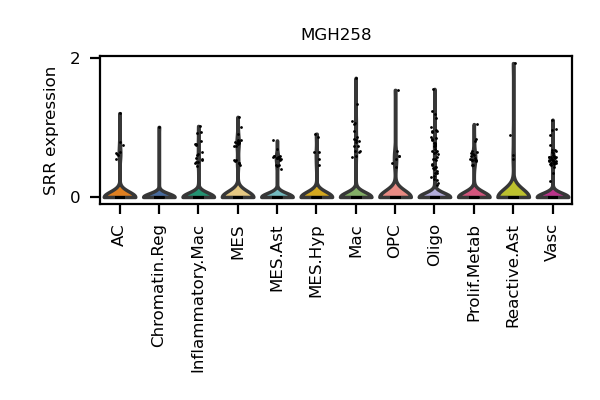 MGH258
SRR expression
2
0
AC
Chromatin.Reg
Inflammatory.Mac
MES
MES.Ast
MES.Hyp
Mac
OPC
Oligo
Prolif.Metab
Reactive.Ast
Vasc